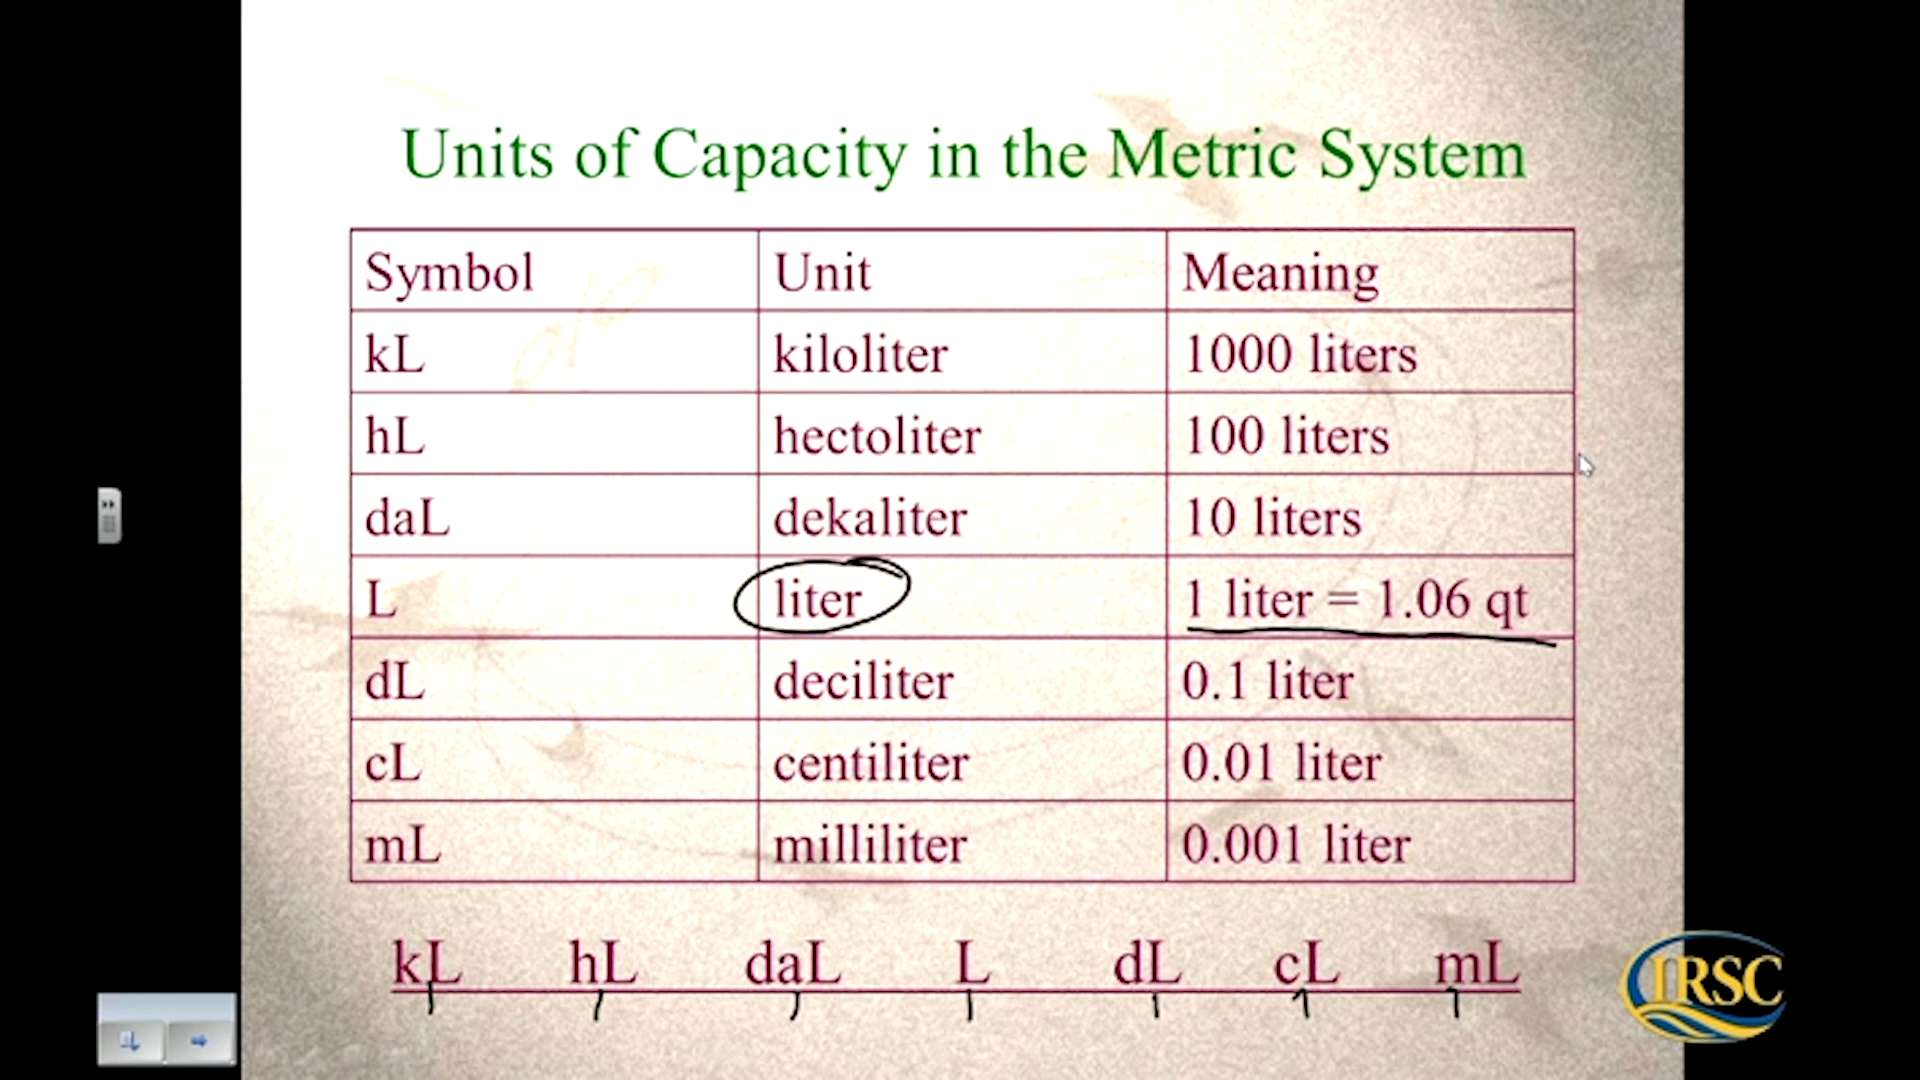 Units of Capacity in the Metric System
Symbol Unit Meaning
kL kiloliter 1000 liters
hL hectoliter 100 liters
daL dekaliter 10 liters
L liter 1 liter = 1.06 qt
dL deciliter 0.1 liter
cL centiliter 0.01 liter
mL milliliter 0.001 liter
kL hL daL L dL cL mL
IRSC